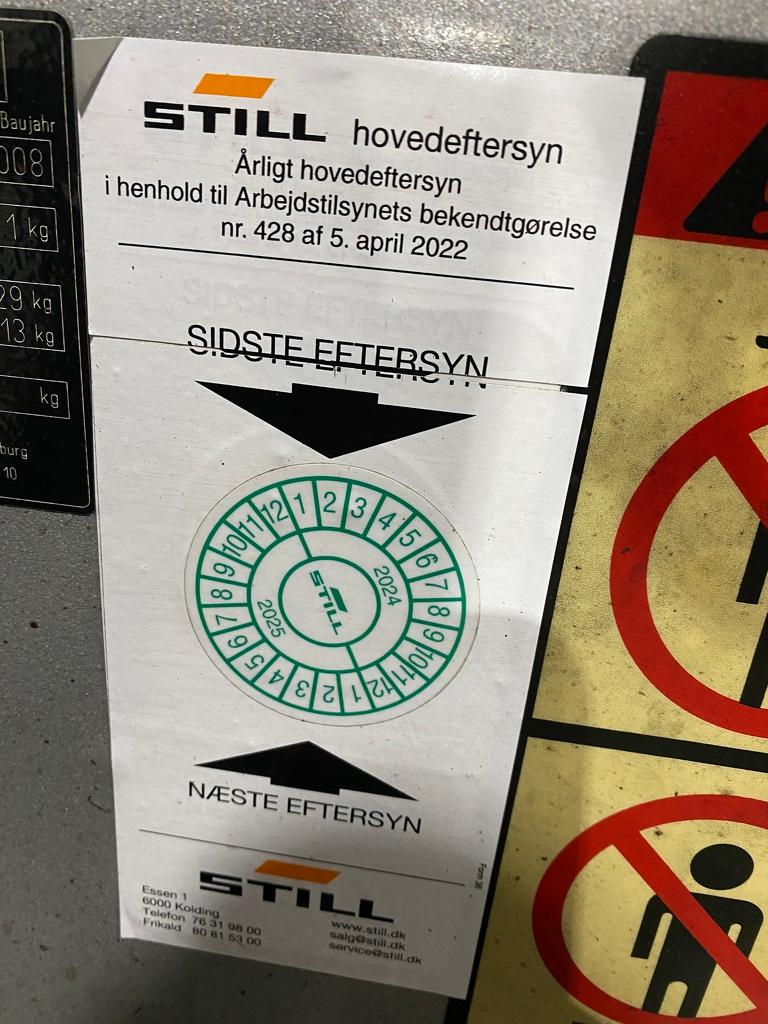 Baujahr
008
1 kg
29 kg
13 kg
kg
burg
10
STILL hovedeftersyn
Årligt hovedeftersyn
i henhold til Arbejdstilsynets bekendtgørelse
nr. 428 af 5. april 2022
SIDSTE EFTERSYN
1 2 3 4 5 6 7 8 9 10 11 12
2024
STILL
2025
1 2 3 4 5 6 7 8 9 10 11 12
NÆSTE EFTERSYN
STILL
Essen 1
6000 Kolding
Telefon 76 31 98 00
Frikald 80 81 53 00
www.still.dk
salg@still.dk
service@still.dk
Form 36